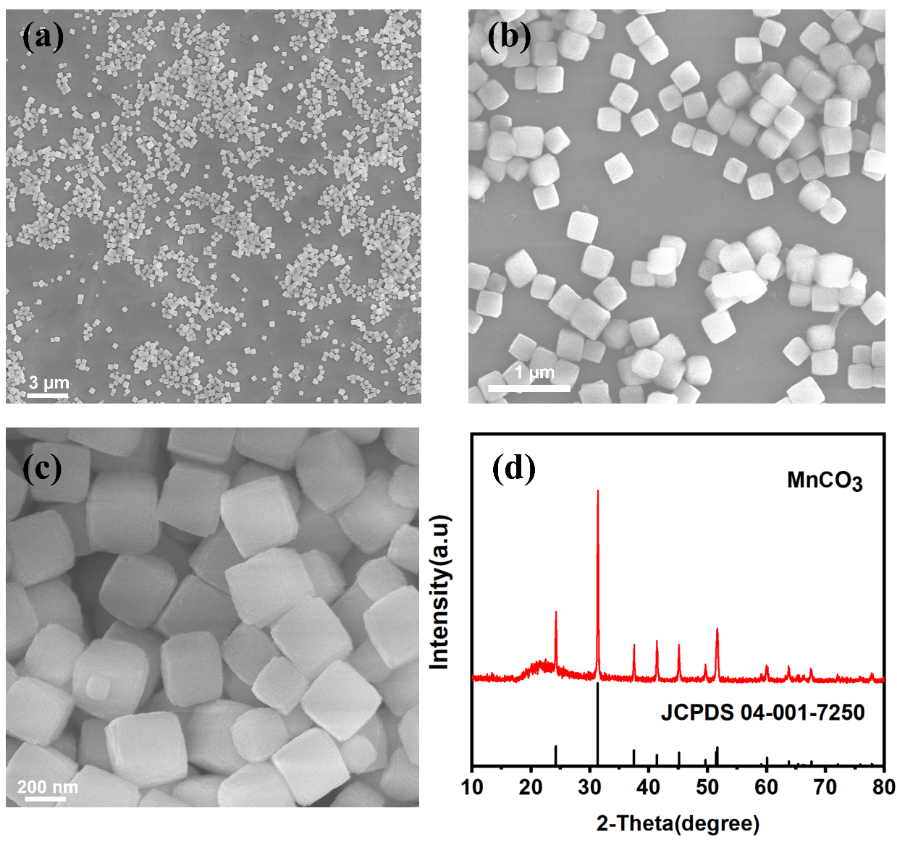 (a)
3 μm
(b)
1 μm
(c)
200 nm
(d)
MnCO₃
JCPDS 04-001-7250
Intensity(a.u)
10 20 30 40 50 60 70 80
2-Theta(degree)